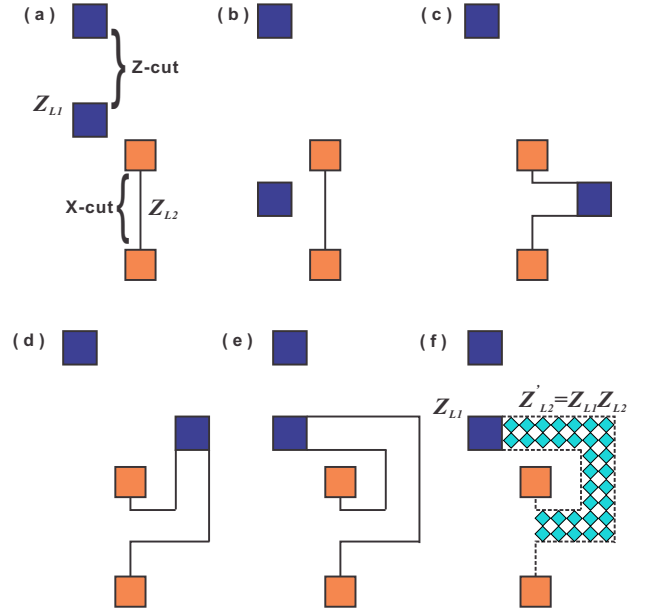 (a)
(b)
(c)
Z-cut
Z_{L1}
X-cut
Z_{L2}
(d)
(e)
(f)
Z_{L1}
Z'_{L2}=Z_{L1}Z_{L2}